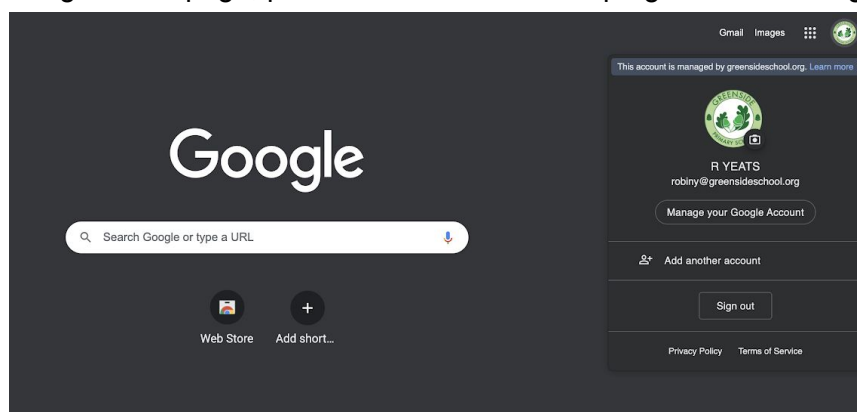 Gmail Images
This account is managed by greensideschool.org. Learn more
GREENSIDE
PRIMARY
R YEATS
robiny@greensideschool.org
Manage your Google Account
Add another account
Sign out
Privacy Policy Terms of Service
Google
Search Google or type a URL
Web Store Add short...